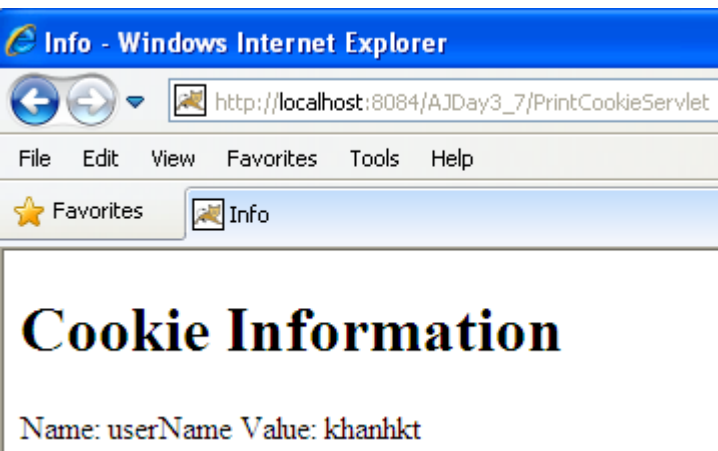 Info - Windows Internet Explorer
http://localhost:8084/AJDay3_7/PrintCookieServlet
File Edit View Favorites Tools Help
Favorites Info
Cookie Information
Name: userName Value: khanhkt